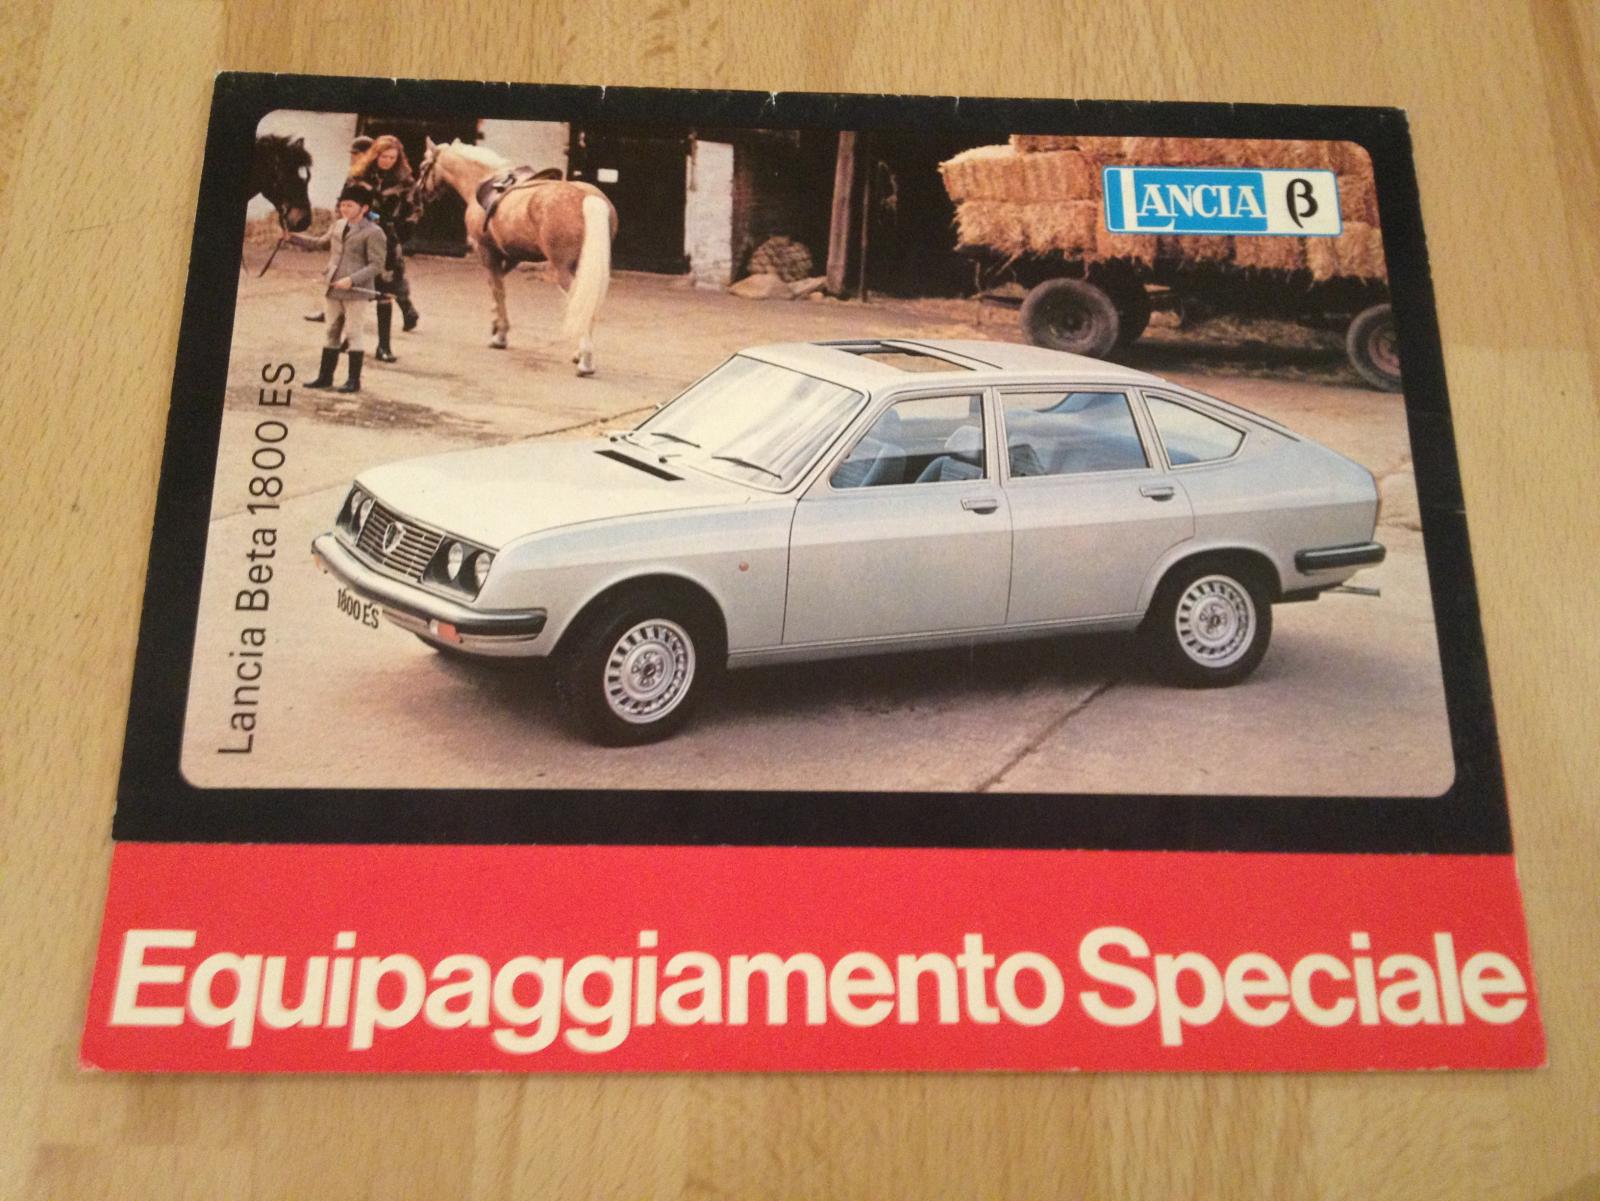 LANCIA β
Lancia Beta 1800 ES
1800 ES
Equipaggiamento Speciale